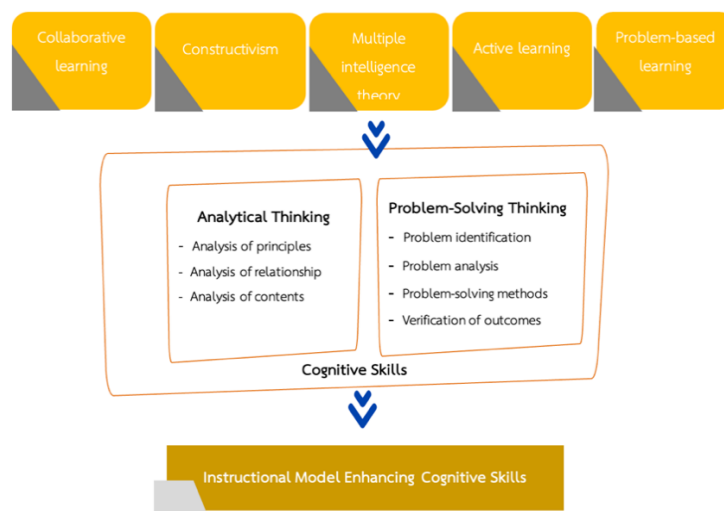 Collaborative
learning
Constructivism
Multiple
intelligence
theory
Active learning
Problem-based
learning
Analytical Thinking
- Analysis of principles
- Analysis of relationship
- Analysis of contents
Problem-Solving Thinking
- Problem identification
- Problem analysis
- Problem-solving methods
- Verification of outcomes
Cognitive Skills
Instructional Model Enhancing Cognitive Skills